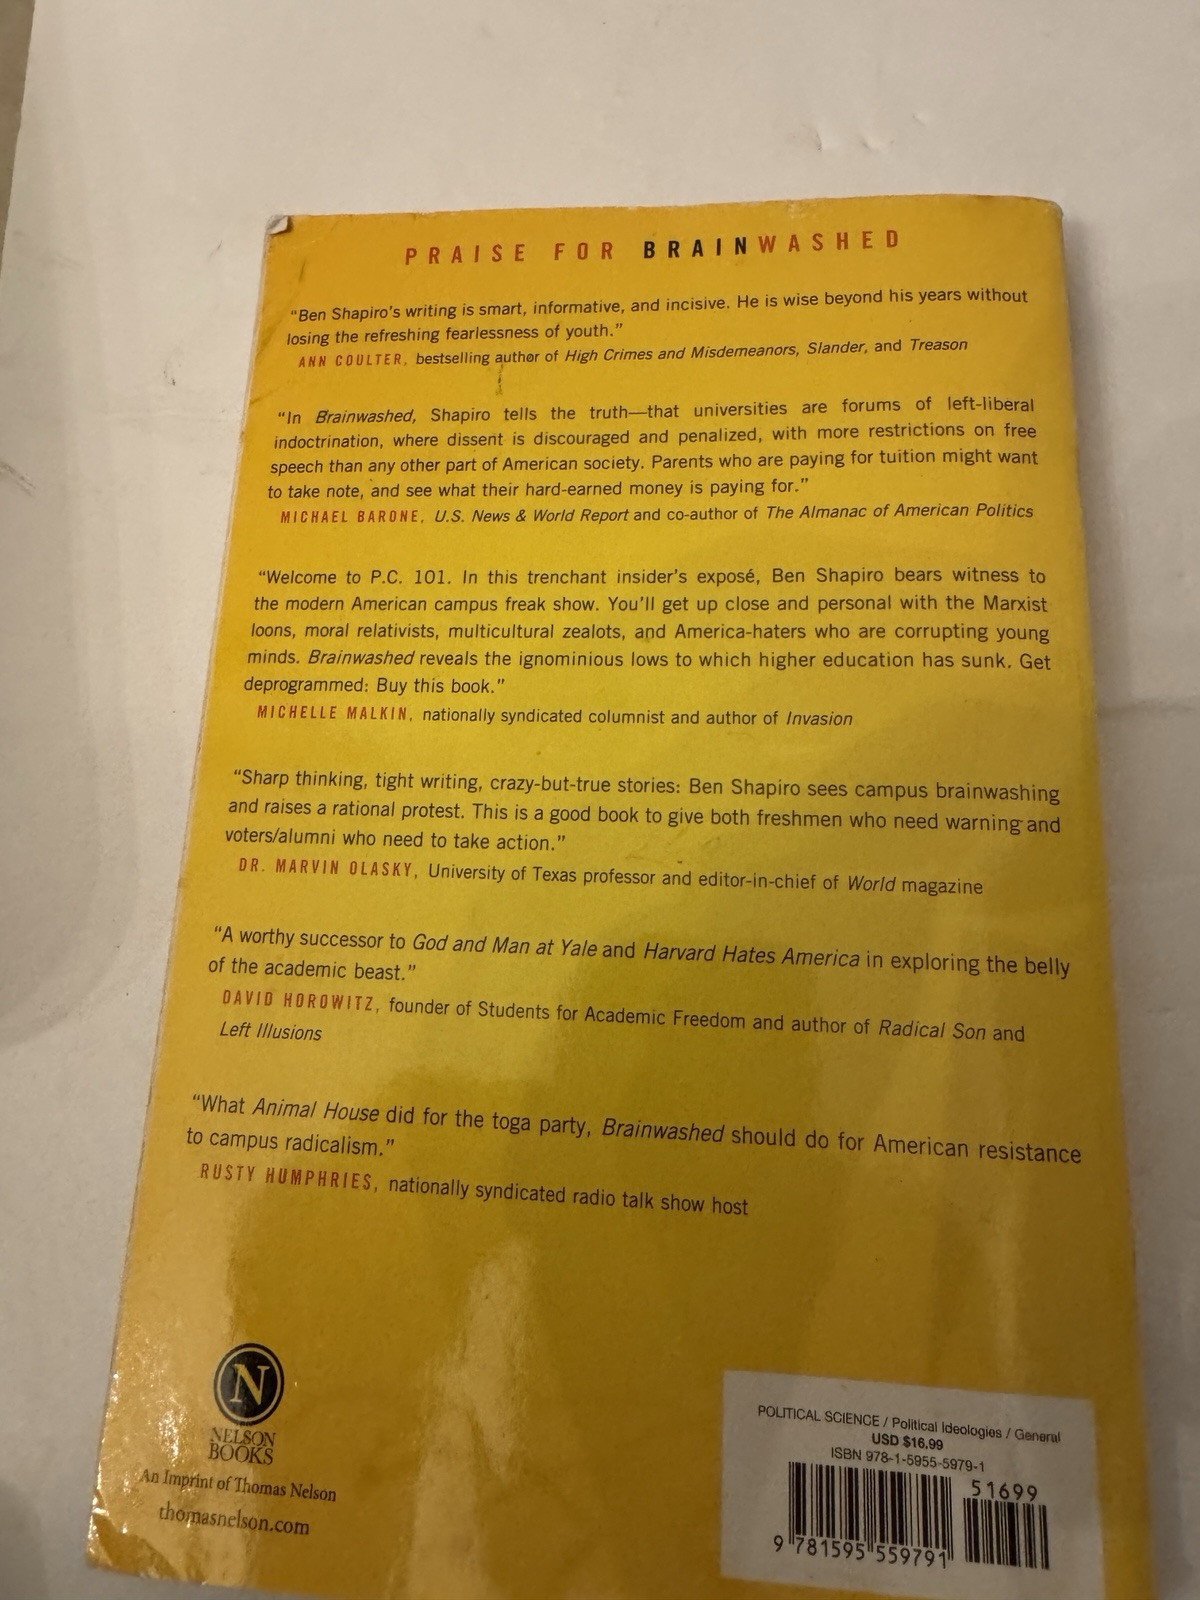 PRAISE FOR BRAINWASHED
“Ben Shapiro’s writing is smart, informative, and incisive. He is wise beyond his years without
losing the refreshing fearlessness of youth.”
ANN COULTER, bestselling author of High Crimes and Misdemeanors, Slander, and Treason
“In Brainwashed, Shapiro tells the truth—that universities are forums of left-liberal
indoctrination, where dissent is discouraged and penalized, with more restrictions on free
speech than any other part of American society. Parents who are paying for tuition might want
to take note, and see what their hard-earned money is paying for.”
MICHAEL BARONE, U.S. News & World Report and co-author of The Almanac of American Politics
“Welcome to P.C. 101. In this trenchant insider’s exposé, Ben Shapiro bears witness to
the modern American campus freak show. You’ll get up close and personal with the Marxist
loons, moral relativists, multicultural zealots, and America-haters who are corrupting young
minds. Brainwashed reveals the ignominious lows to which higher education has sunk. Get
deprogrammed: Buy this book.”
MICHELLE MALKIN, nationally syndicated columnist and author of Invasion
“Sharp thinking, tight writing, crazy-but-true stories: Ben Shapiro sees campus brainwashing
and raises a rational protest. This is a good book to give both freshmen who need warning and
voters/alumni who need to take action.”
DR. MARVIN OLASKY, University of Texas professor and editor-in-chief of World magazine
“A worthy successor to God and Man at Yale and Harvard Hates America in exploring the belly
of the academic beast.”
DAVID HOROWITZ, founder of Students for Academic Freedom and author of Radical Son and
Left Illusions
“What Animal House did for the toga party, Brainwashed should do for American resistance
to campus radicalism.”
RUSTY HUMPHRIES, nationally syndicated radio talk show host
N
NELSON
BOOKS
An Imprint of Thomas Nelson
thomasnelson.com
POLITICAL SCIENCE / Political Ideologies / General
USD $16.99
ISBN 978-1-5955-5979-1
51699
9 781595 559791